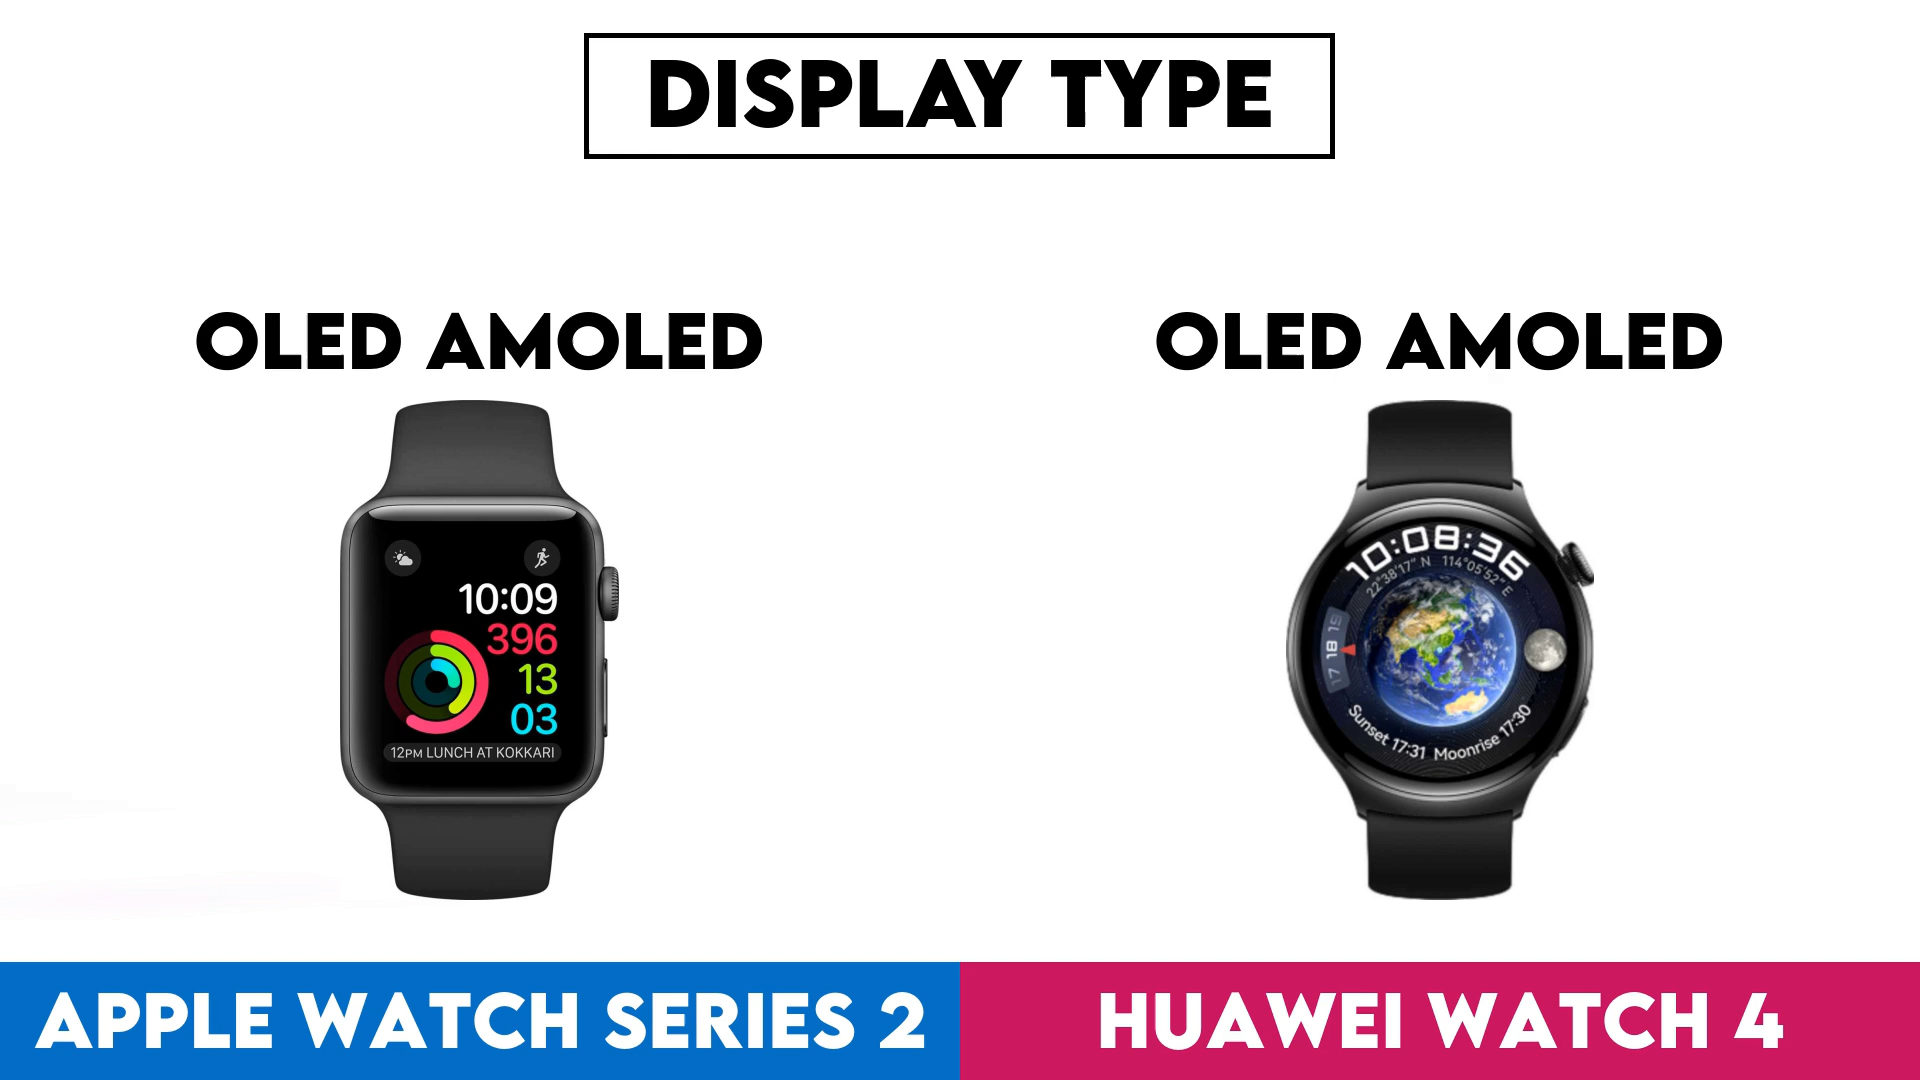 DISPLAY TYPE
OLED AMOLED
10:09
396
13
03
12PM LUNCH AT KOKKARI
APPLE WATCH SERIES 2
OLED AMOLED
10:08:36
22°38'17" N 114°05'52" E
17 18 19
Sunset 17:31 Moonrise 17:30
HUAWEI WATCH 4